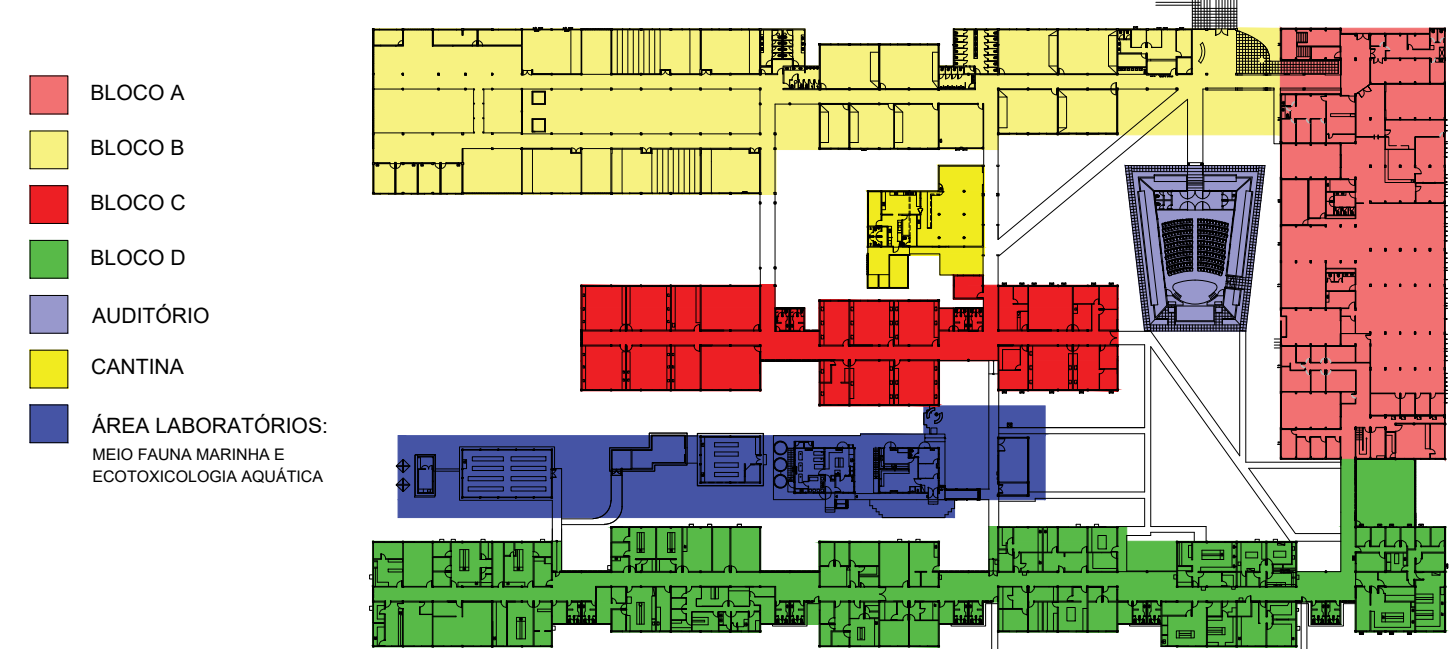 BLOCO A
BLOCO B
BLOCO C
BLOCO D
AUDITÓRIO
CANTINA
ÁREA LABORATÓRIOS:
MEIO FAUNA MARINHA E
ECOTOXICOLOGIA AQUÁTICA